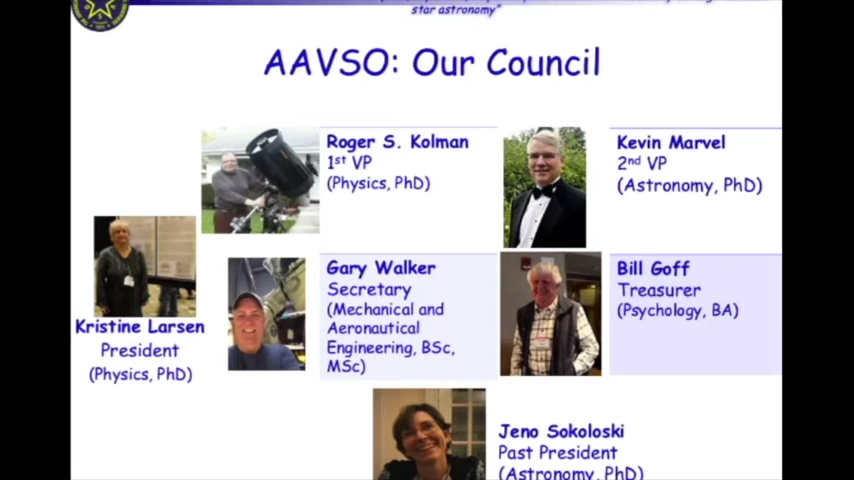 star astronomy"
AAVSO: Our Council
Roger S. Kolman
1st VP
(Physics, PhD)
Kevin Marvel
2nd VP
(Astronomy, PhD)
Kristine Larsen
President
(Physics, PhD)
Gary Walker
Secretary
(Mechanical and
Aeronautical
Engineering, BSc,
MSc)
Bill Goff
Treasurer
(Psychology, BA)
Jeno Sokoloski
Past President
(Astronomy, PhD)